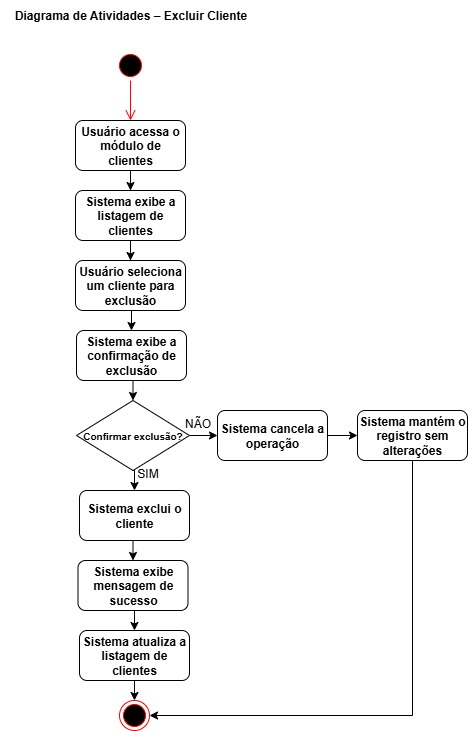 Diagrama de Atividades – Excluir Cliente
Usuário acessa o
módulo de
clientes
Sistema exibe a
listagem de
clientes
Usuário seleciona
um cliente para
exclusão
Sistema exibe a
confirmação de
exclusão
Confirmar exclusão?
NÃO
Sistema cancela a
operação
Sistema mantém o
registro sem
alterações
SIM
Sistema exclui o
cliente
Sistema exibe
mensagem de
sucesso
Sistema atualiza a
listagem de
clientes